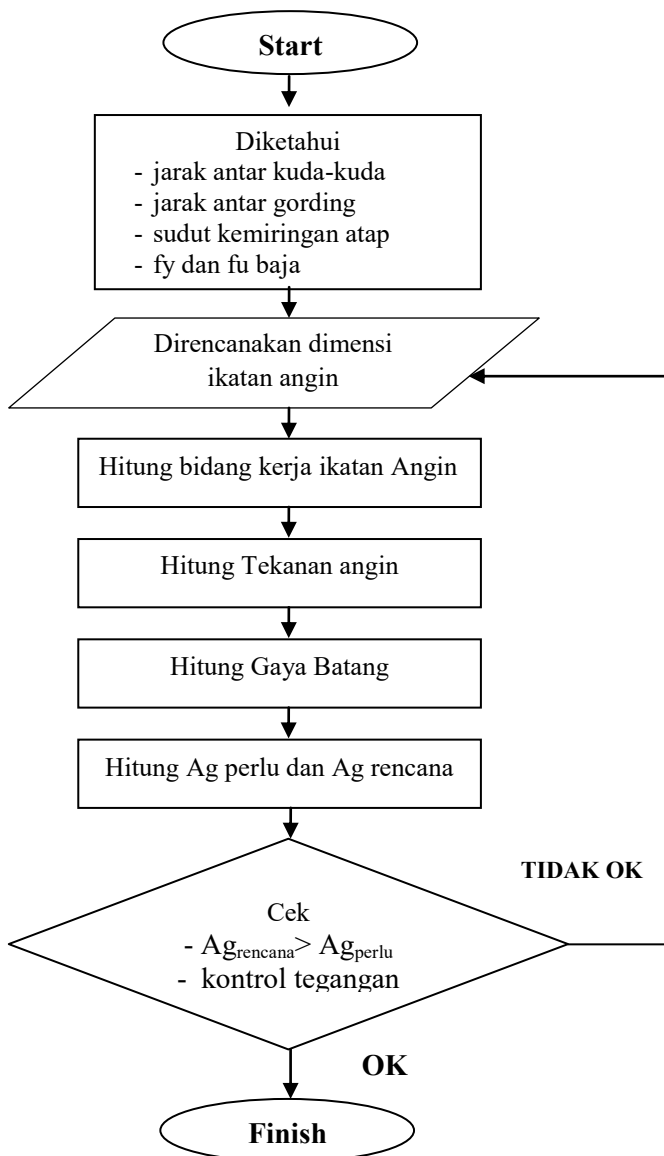 Start
Diketahui
- jarak antar kuda-kuda
- jarak antar gording
- sudut kemiringan atap
- fy dan fu baja
Direncanakan dimensi
ikatan angin
Hitung bidang kerja ikatan Angin
Hitung Tekanan angin
Hitung Gaya Batang
Hitung Ag perlu dan Ag rencana
TIDAK OK
Cek
- Agrencana> Agperlu
- kontrol tegangan
OK
Finish